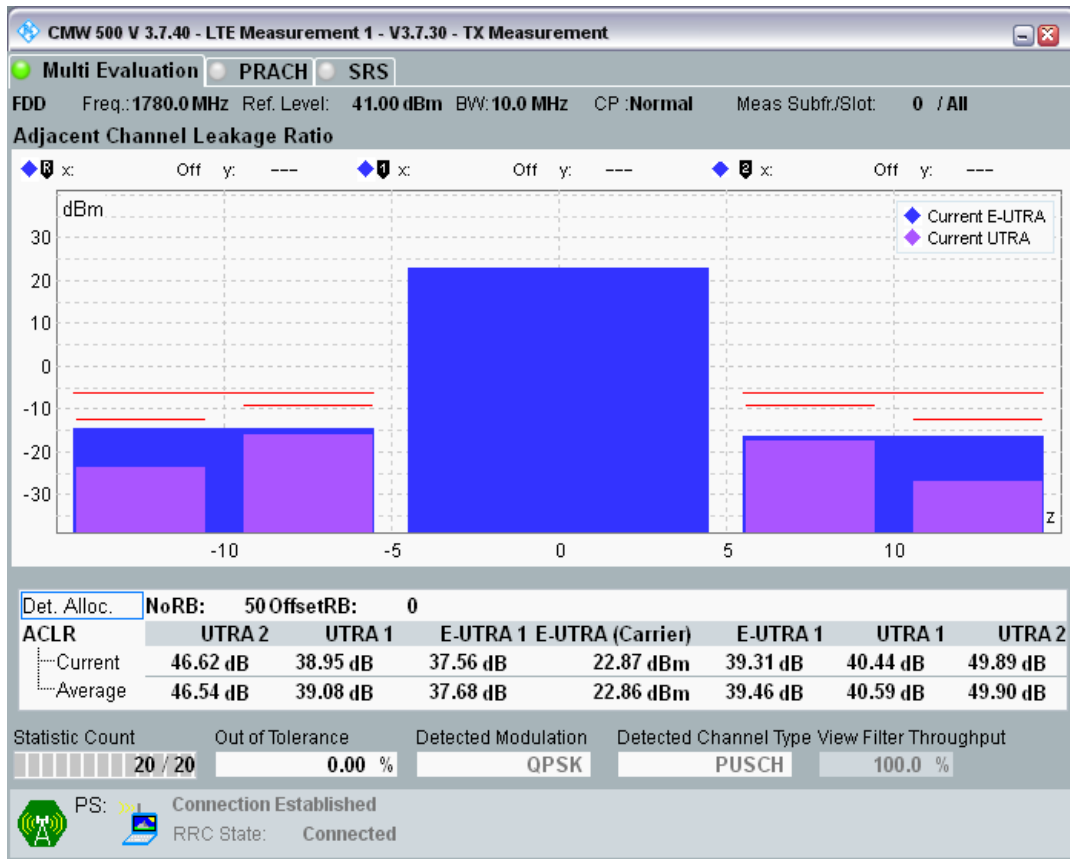 CMW 500 V 3.7.40 - LTE Measurement 1 - V3.7.30 - TX Measurement
Multi Evaluation PRACH SRS
FDD Freq.: 1780.0 MHz Ref. Level: 41.00 dBm BW: 10.0 MHz CP :Normal Meas Subfr./Slot: 0 / All
Adjacent Channel Leakage Ratio
R x: Off y: --- 1 x: Off y: --- 2 x: Off y: ---
dBm
Current E-UTRA
Current UTRA
30
20
10
0
-10
-20
-30
z
-10 -5 0 5 10
Det. Alloc. NoRB: 50 OffsetRB: 0
ACLR UTRA 2 UTRA 1 E-UTRA 1 E-UTRA (Carrier) E-UTRA 1 UTRA 1 UTRA 2
Current 46.62 dB 38.95 dB 37.56 dB 22.87 dBm 39.31 dB 40.44 dB 49.89 dB
Average 46.54 dB 39.08 dB 37.68 dB 22.86 dBm 39.46 dB 40.59 dB 49.90 dB
Statistic Count Out of Tolerance Detected Modulation Detected Channel Type View Filter Throughput
20 / 20 0.00 % QPSK PUSCH 100.0 %
PS: Connection Established
RRC State: Connected